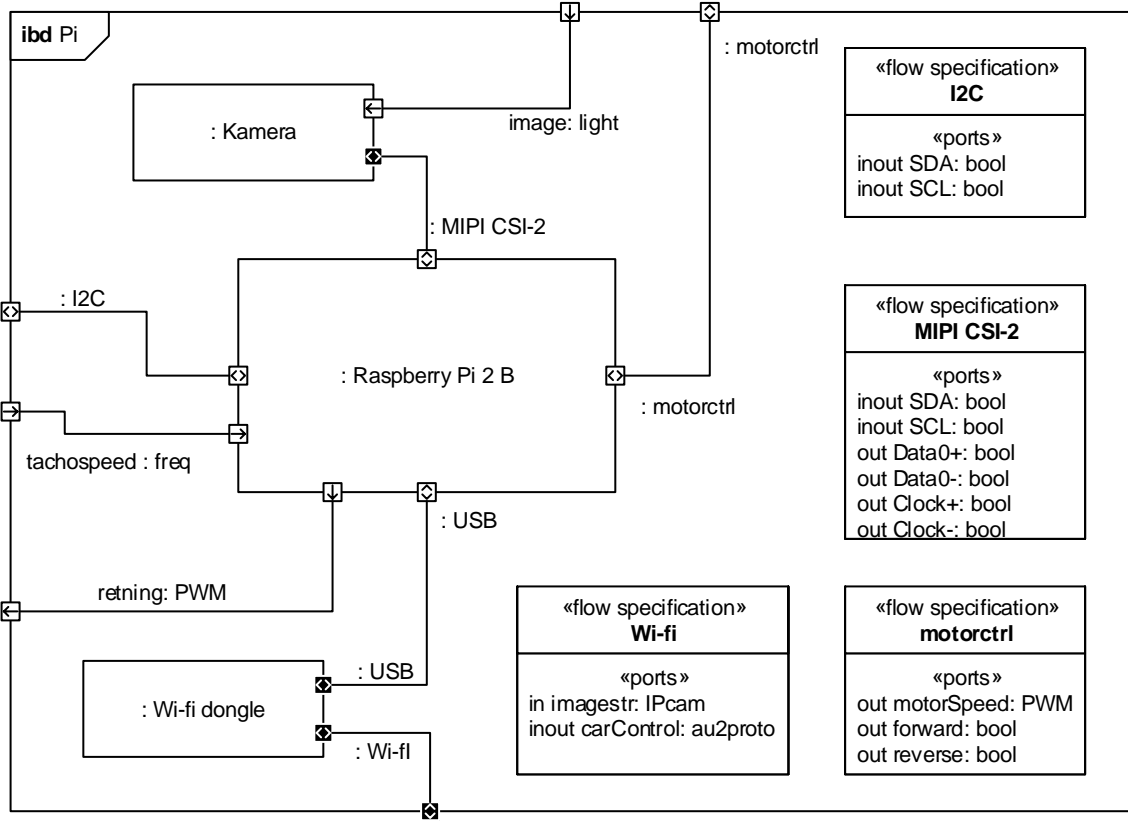 ibd Pi
: motorctrl
: Kamera
image: light
: MIPI CSI-2
: I2C
: Raspberry Pi 2 B
: motorctrl
tachospeed : freq
: USB
retning: PWM
: USB
: Wi-fi dongle
: Wi-fI
«flow specification»
I2C
«ports»
inout SDA: bool
inout SCL: bool
«flow specification»
MIPI CSI-2
«ports»
inout SDA: bool
inout SCL: bool
out Data0+: bool
out Data0-: bool
out Clock+: bool
out Clock-: bool
«flow specification»
Wi-fi
«ports»
in imagestr: IPcam
inout carControl: au2proto
«flow specification»
motorctrl
«ports»
out motorSpeed: PWM
out forward: bool
out reverse: bool